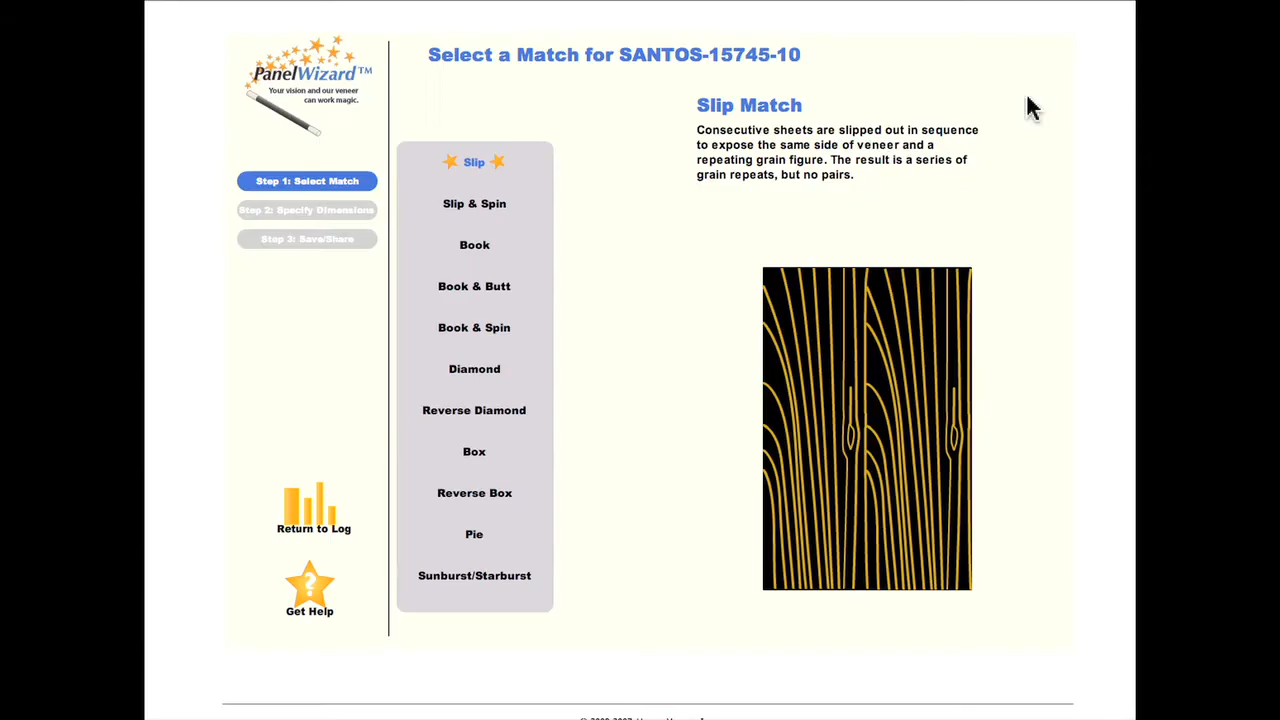 PanelWizard™
Your vision and our veneer
can work magic.
Select a Match for SANTOS-15745-10
Step 1: Select Match
Step 2: Specify Dimensions
Step 3: Save/Share
Return to Log
?
Get Help
Slip
Slip & Spin
Book
Book & Butt
Book & Spin
Diamond
Reverse Diamond
Box
Reverse Box
Pie
Sunburst/Starburst
Slip Match
Consecutive sheets are slipped out in sequence
to expose the same side of veneer and a
repeating grain figure. The result is a series of
grain repeats, but no pairs.